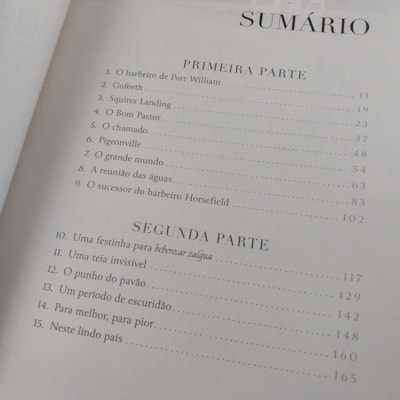 SUMÁRIO
PRIMEIRA PARTE
1. O barbeiro de Port William 11
2. Goforth 19
3. Squires Landing 23
4. O Bom Pastor 37
5. O chamado 48
6. Pigeonville 54
7. O grande mundo 63
8. A reunião das águas 83
9. O sucessor do barbeiro Horsefield 102
SEGUNDA PARTE
10. Uma festinha para beberecar zaígua 117
11. Uma teia invisível 129
12. O punho do pavão 142
13. Um período de escuridão 148
14. Para melhor, para pior 160
15. Neste lindo país 165